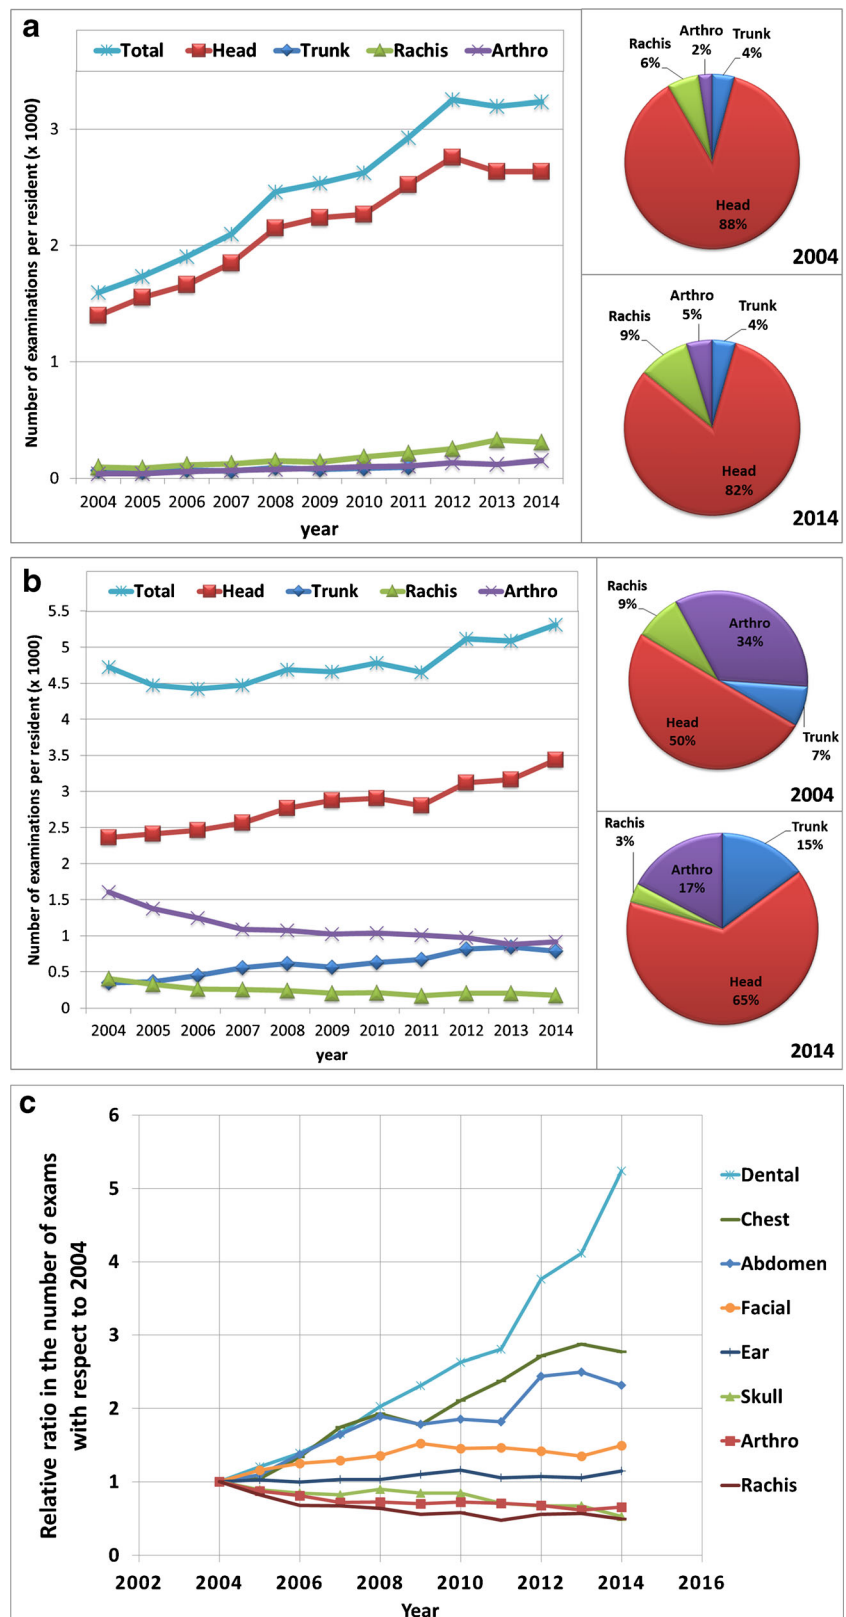 a
Total Head Trunk Rachis Arthro
Number of examinations per resident (x 1000)
3
2
1
0
2004 2005 2006 2007 2008 2009 2010 2011 2012 2013 2014
year
Arthro
2%
Trunk
4%
Rachis
6%
Head
88%
2004
Arthro
5%
Trunk
4%
Rachis
9%
Head
82%
2014
b
Total Head Trunk Rachis Arthro
Number of examinations per resident (x 1000)
5.5
5
4.5
4
3.5
3
2.5
2
1.5
1
0.5
0
2004 2005 2006 2007 2008 2009 2010 2011 2012 2013 2014
year
Rachis
9%
Arthro
34%
Head
50%
Trunk
7%
2004
Rachis
3%
Trunk
15%
Arthro
17%
Head
65%
2014
c
Relative ratio in the number of exams
with respect to 2004
6
5
4
3
2
1
0
2002 2004 2006 2008 2010 2012 2014 2016
Year
Dental
Chest
Abdomen
Facial
Ear
Skull
Arthro
Rachis